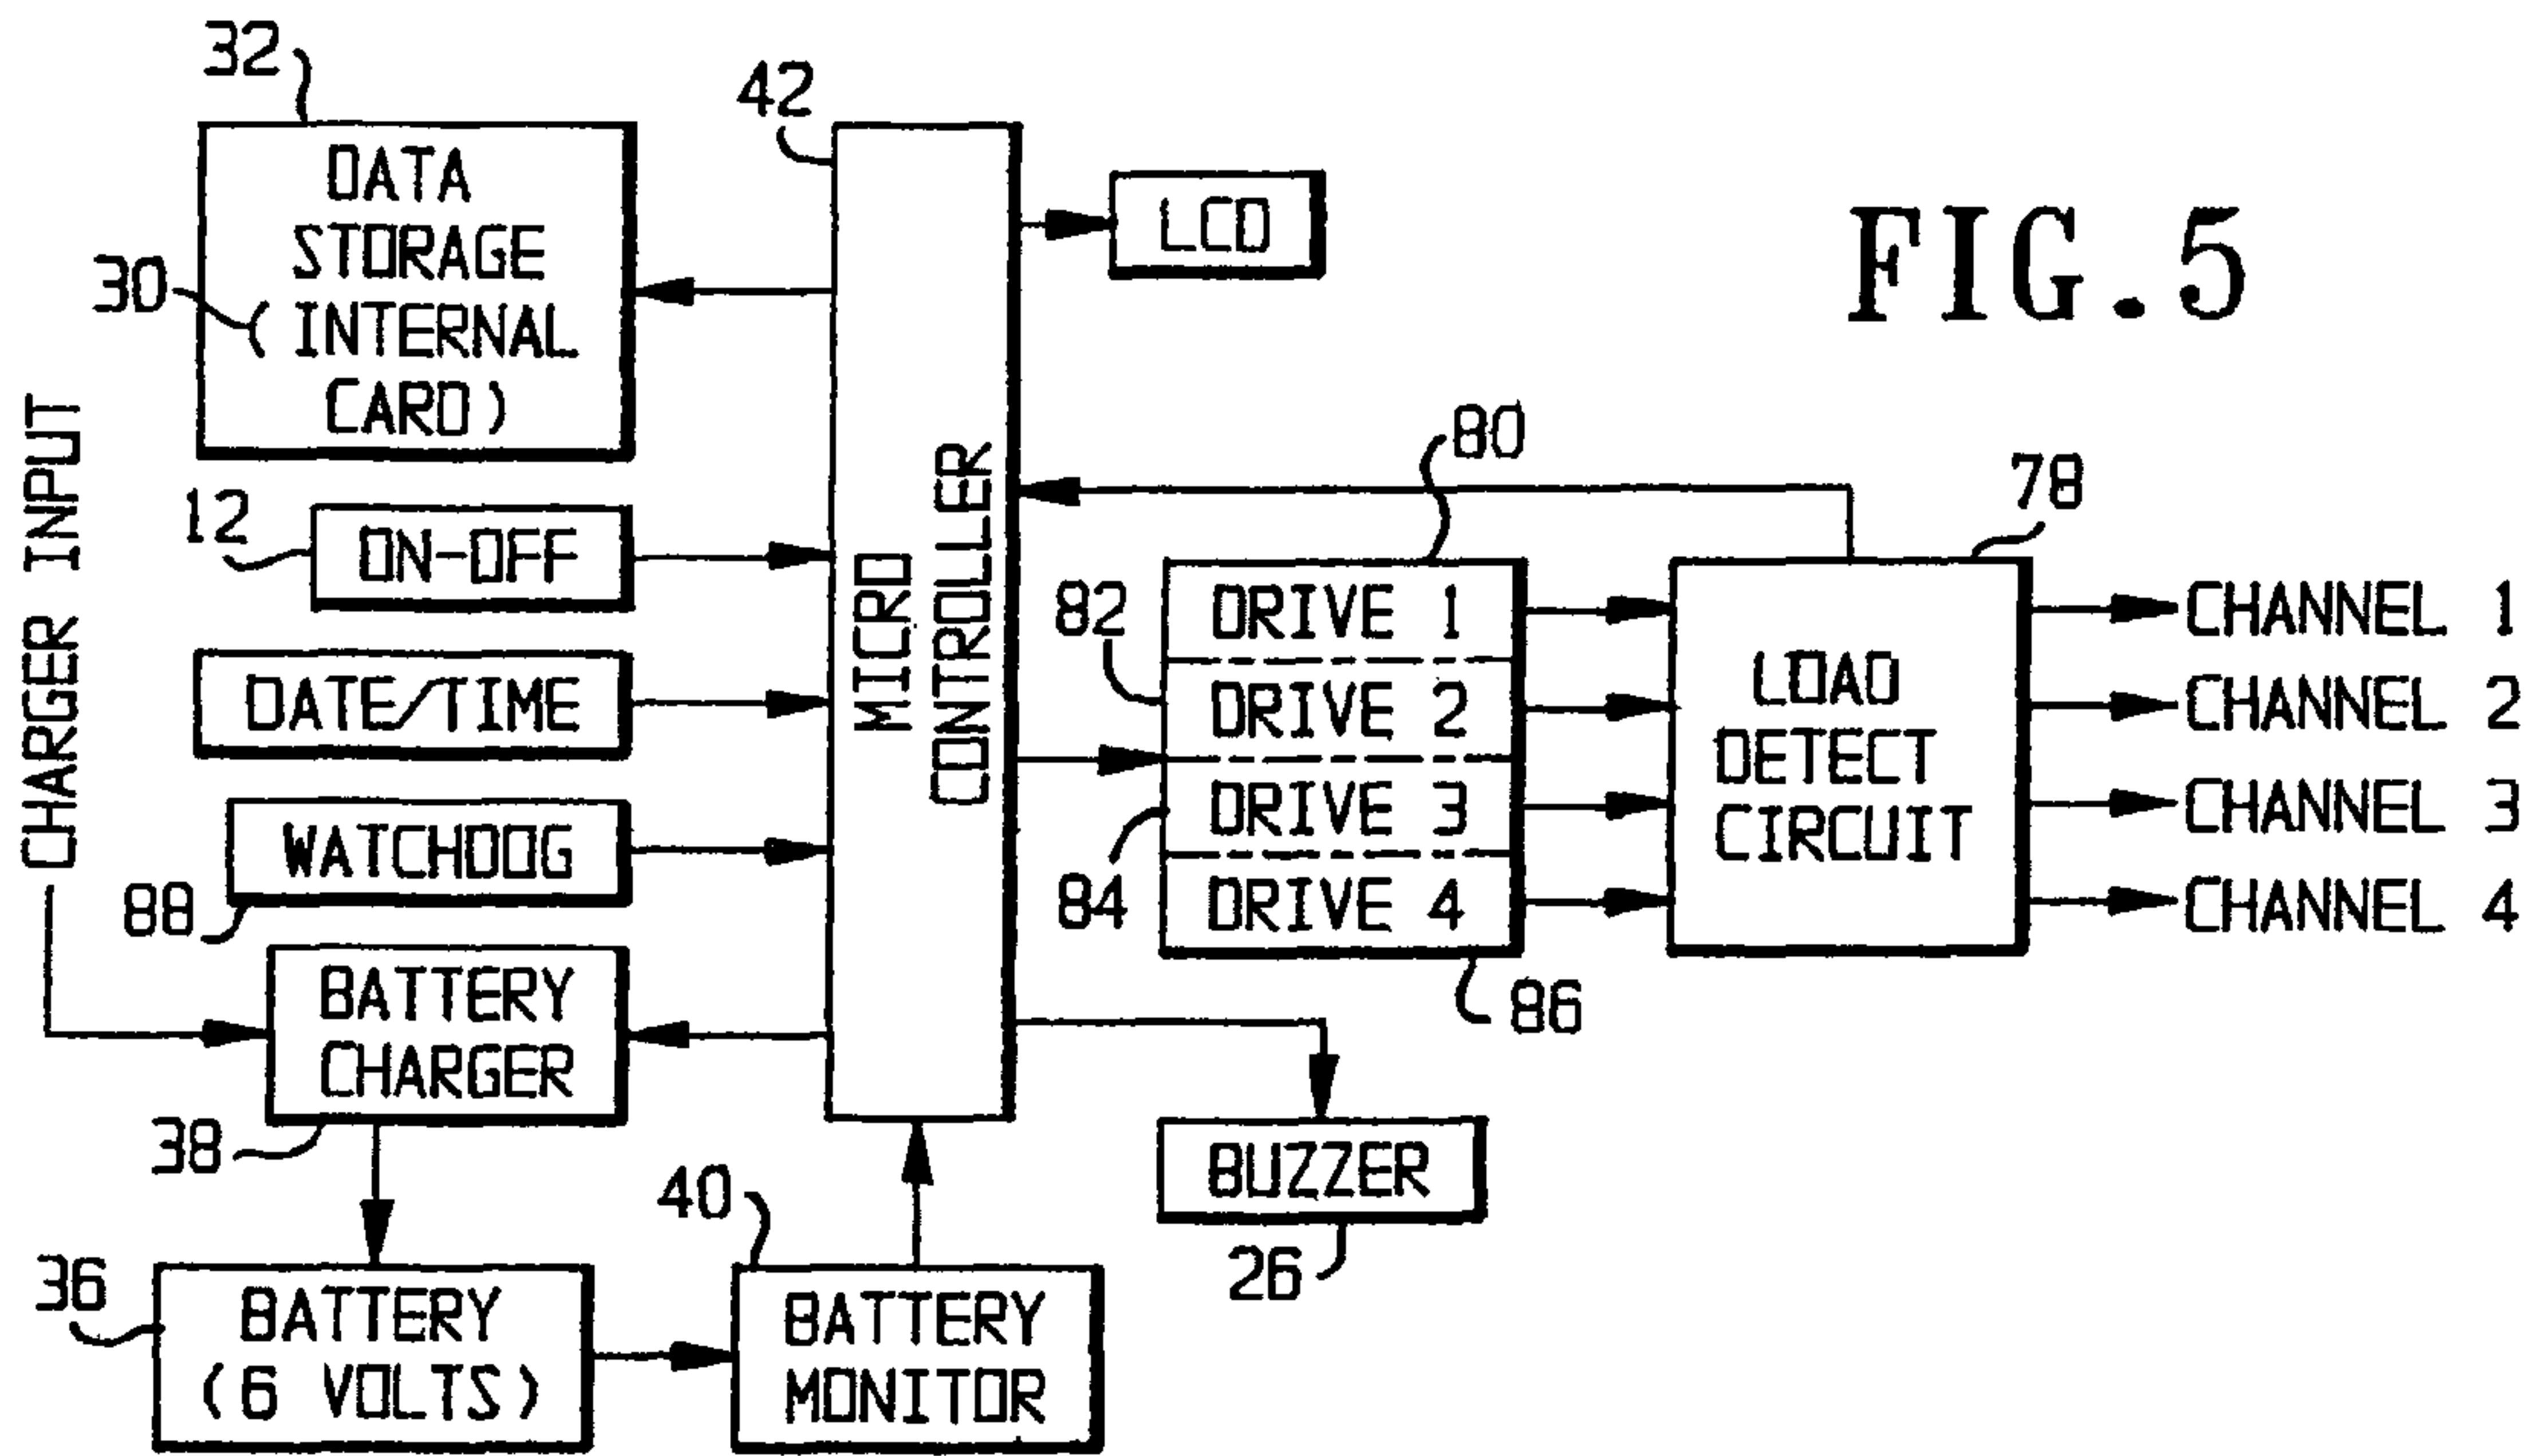 FIG.5
32
DATA
STORAGE
30
( INTERNAL
CARD )
42
MICRO
CONTROLLER
LCD
12
ON-OFF
DATE/TIME
WATCHDOG
88
CHARGER INPUT
BATTERY
CHARGER
38
36
BATTERY
(6 VOLTS)
40
BATTERY
MONITOR
80
82
DRIVE 1
DRIVE 2
DRIVE 3
84
DRIVE 4
86
78
LOAD
DETECT
CIRCUIT
CHANNEL 1
CHANNEL 2
CHANNEL 3
CHANNEL 4
BUZZER
26